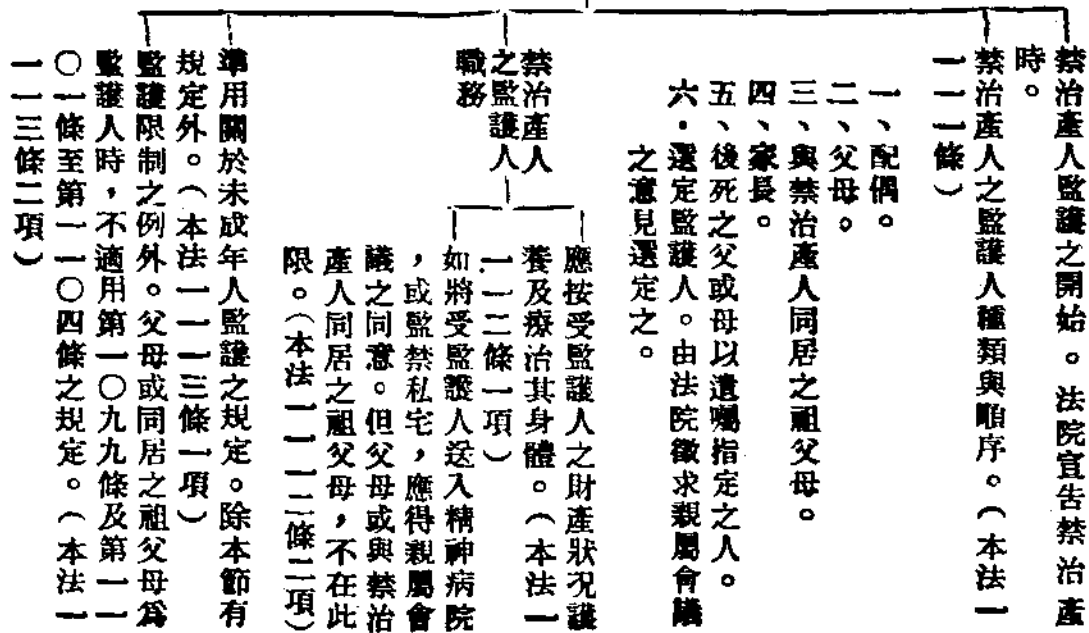 禁治產人監護之開始。法院宣告禁治產
時。
禁治產人之監護人種類與順序。（本法一
一一一條）
一、配偶。
二、父母。
三、與禁治產人同居之祖父母。
四、家長。
五、後死之父或母以遺囑指定之人。
六．選定監護人。由法院徵求親屬會議
之意見選定之。
禁治產人
之監護人
職務
應按受監護人之財產狀況護
養及療治其身體。（本法一
一一二條一項）
如將受監護人送入精神病院
，或監禁私宅，應得親屬會
議之同意。但父母或與禁治
產人同居之祖父母，不在此
限。（本法一一一二條二項）
準用關於未成年人監護之規定。除本節有
規定外。（本法一一一三條一項）
監護限制之例外。父母或同居之祖父母爲
監護人時，不適用第一〇九九條及第一一
〇一條至第一一〇四條之規定。（本法一
一一三條二項）